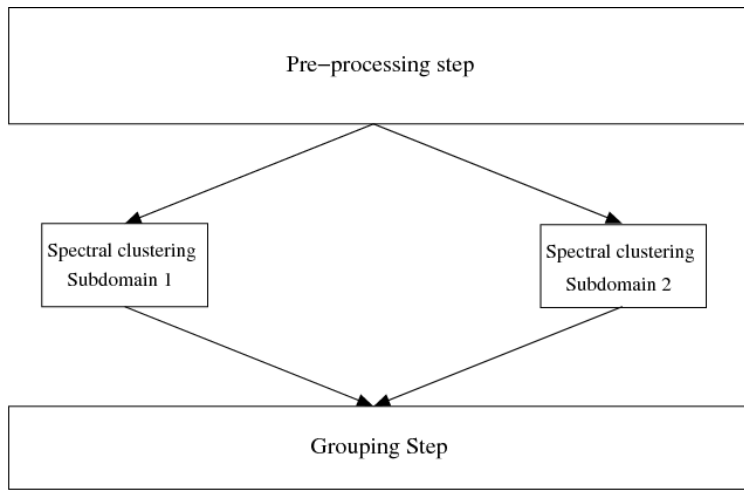 Pre−processing step
Spectral clustering
Subdomain 1
Spectral clustering
Subdomain 2
Grouping Step